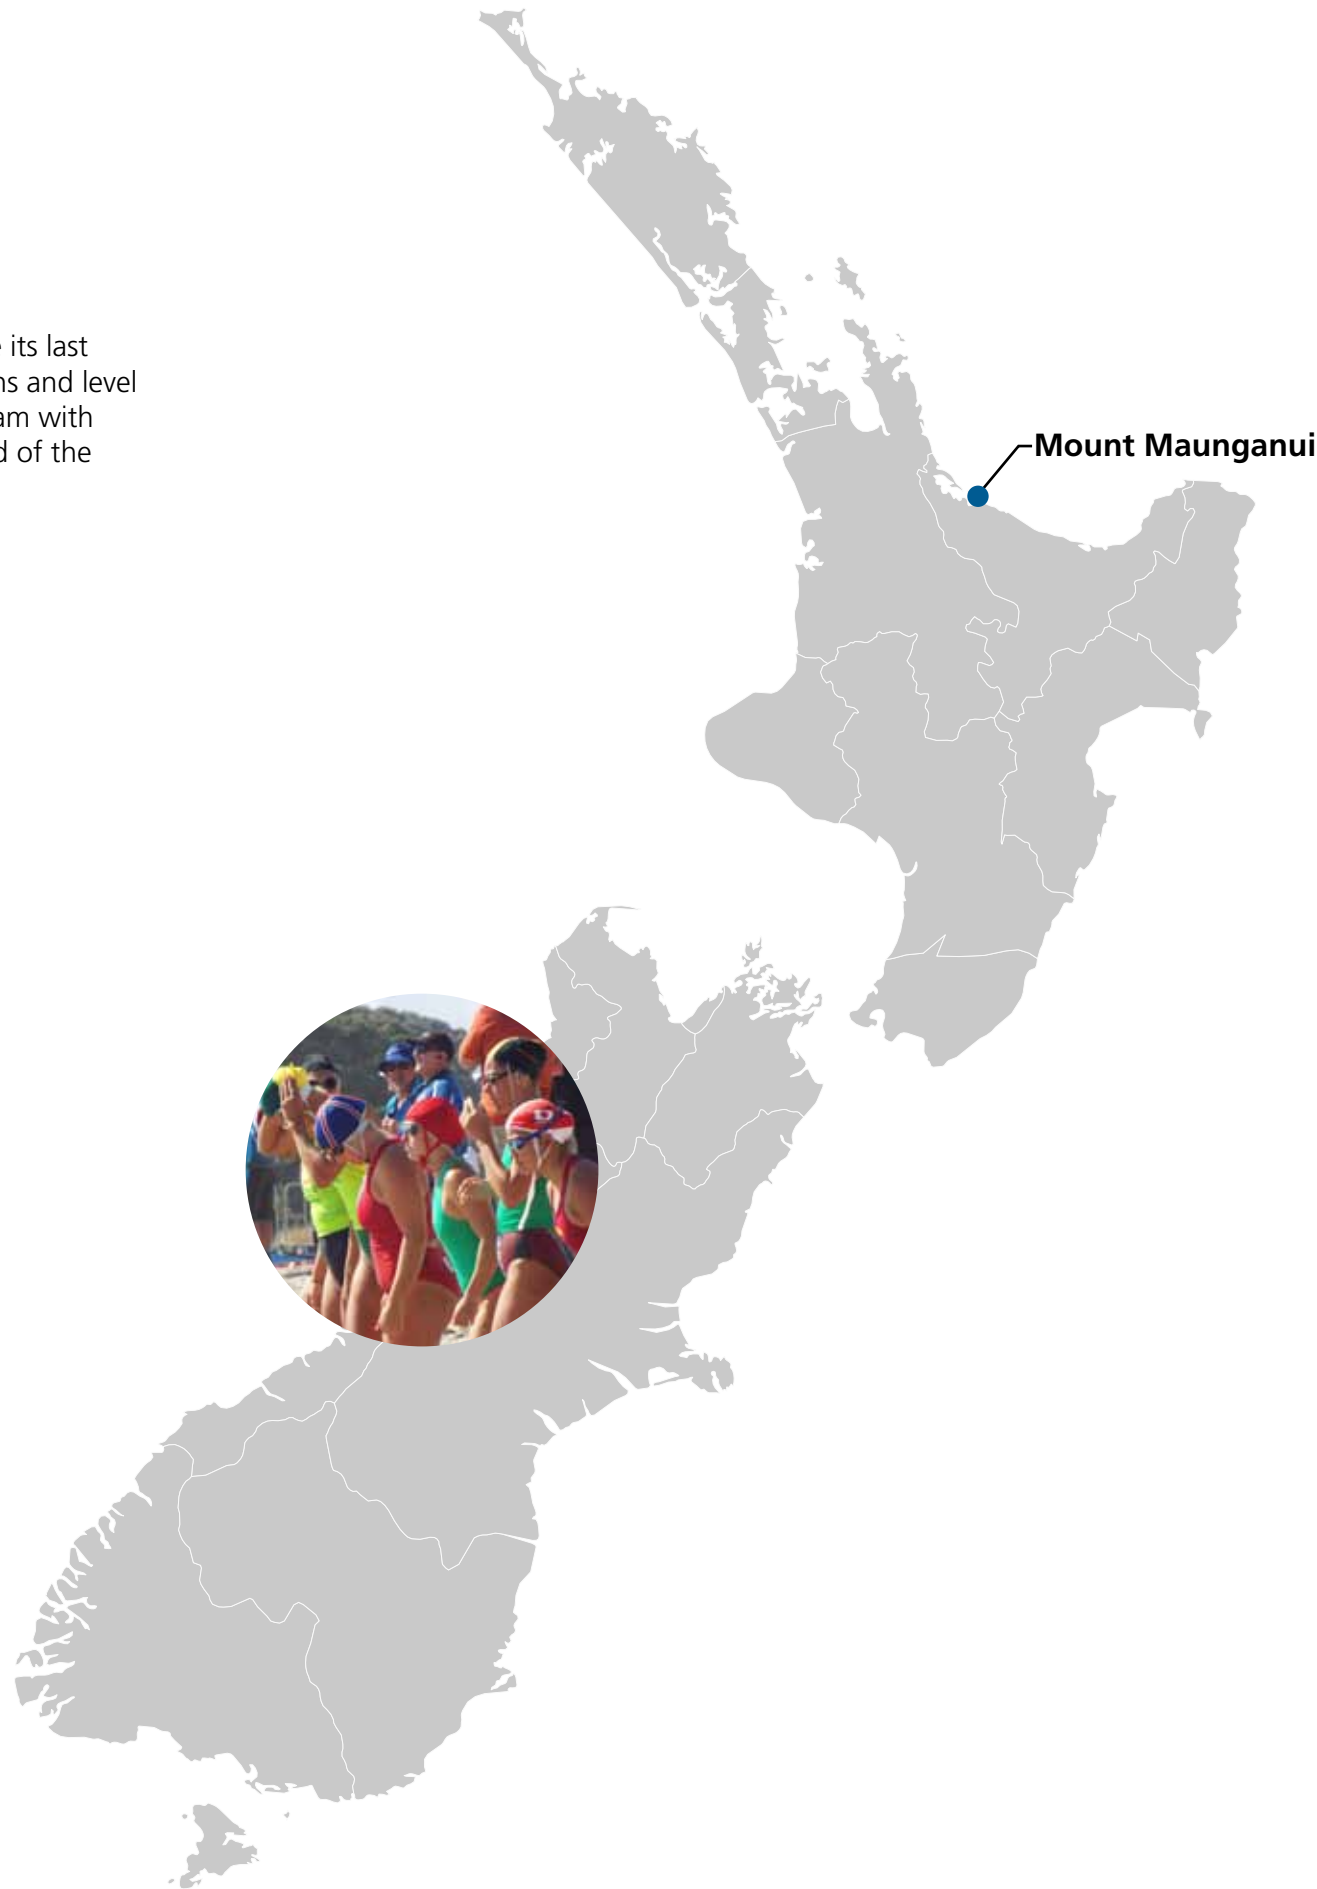 its last
ns and level
am with
d of the
Mount Maunganui